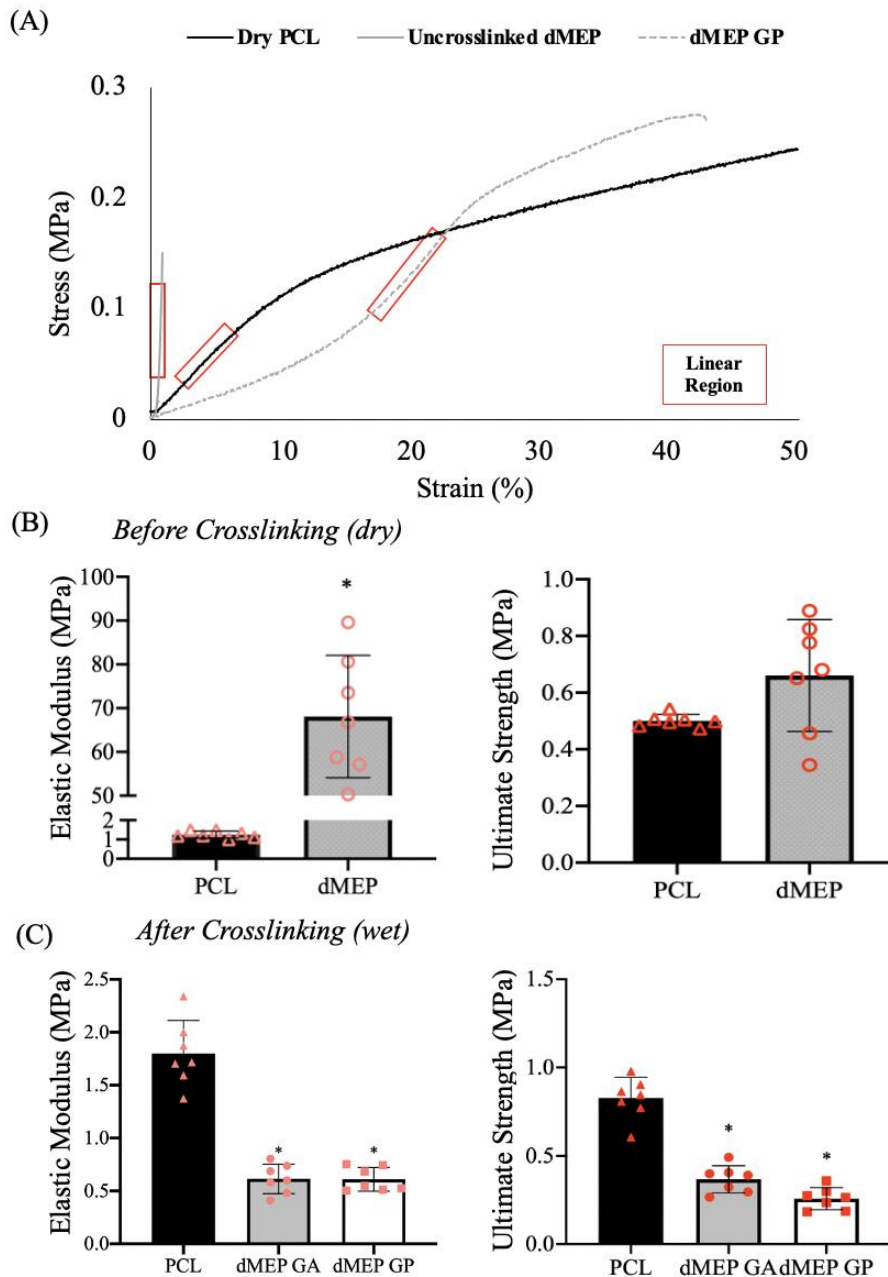 (A)
Dry PCL Uncrosslinked dMEP dMEP GP
0.3
0.2
0.1
0
Stress (MPa)
Linear
Region
0 10 20 30 40 50
Strain (%)
(B) Before Crosslinking (dry)
100
90
80
70
60
50
2
1
0
Elastic Modulus (MPa)
*
PCL dMEP
1.0
0.8
0.6
0.4
0.2
0.0
Ultimate Strength (MPa)
PCL dMEP
(C) After Crosslinking (wet)
2.5
2.0
1.5
1.0
0.5
0.0
Elastic Modulus (MPa)
* *
PCL dMEP GA dMEP GP
1.5
1.0
0.5
0.0
Ultimate Strength (MPa)
*
*
PCL dMEP GA dMEP GP